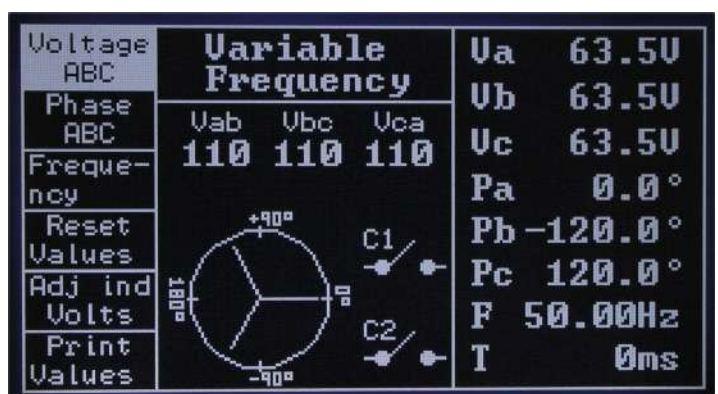 Voltage
ABC
Phase
ABC
Freque-
ncy
Reset
Values
Adj ind
Volts
Print
Values
Variable
Frequency
Vab Vbc Vca
110 110 110
+90°
180°
0°
-90°
C1
C2
Va 63.5V
Vb 63.5V
Vc 63.5V
Pa 0.0°
Pb -120.0°
Pc 120.0°
F 50.00Hz
T 0ms